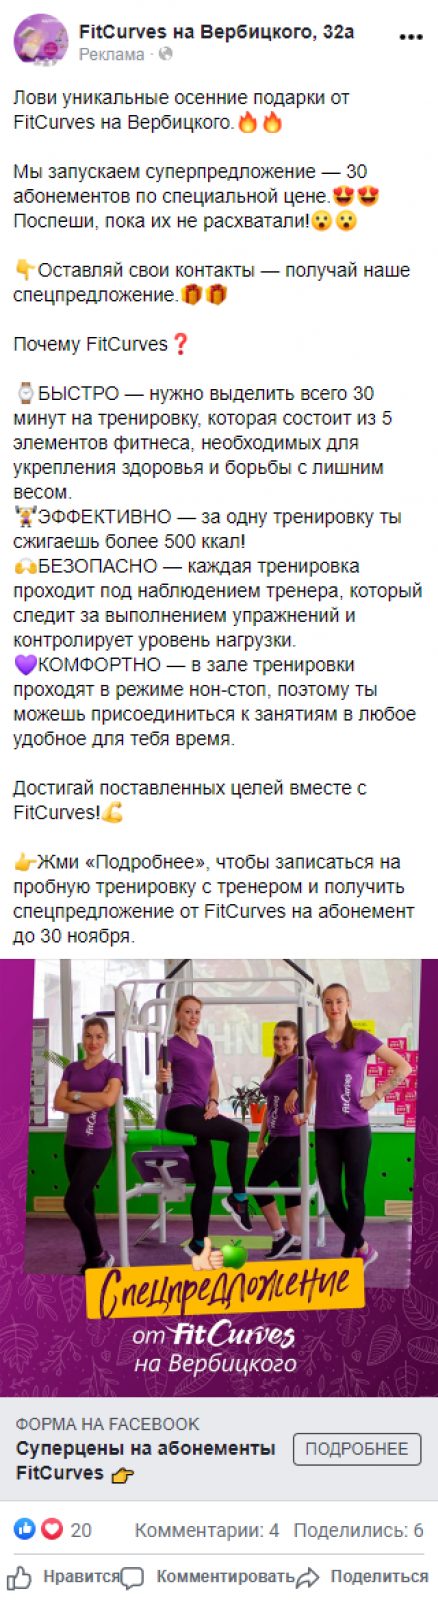 FitCurves на Вербицкого, 32а
Реклама ·
Лови уникальные осенние подарки от
FitCurves на Вербицкого.🔥🔥
Мы запускаем суперпредложение — 30
абонементов по специальной цене.😍😍
Поспеши, пока их не расхватали!😮😮
👇Оставляй свои контакты — получай наше
спецпредложение.🎁🎁
Почему FitCurves❓
⌚БЫСТРО — нужно выделить всего 30
минут на тренировку, которая состоит из 5
элементов фитнеса, необходимых для
укрепления здоровья и борьбы с лишним
весом.
🏋ЭФФЕКТИВНО — за одну тренировку ты
сжигаешь более 500 ккал!
🙌БЕЗОПАСНО — каждая тренировка
проходит под наблюдением тренера, который
следит за выполнением упражнений и
контролирует уровень нагрузки.
💜КОМФОРТНО — в зале тренировки
проходят в режиме нон-стоп, поэтому ты
можешь присоединиться к занятиям в любое
удобное для тебя время.
Достигай поставленных целей вместе с
FitCurves!💪
👉Жми «Подробнее», чтобы записаться на
пробную тренировку с тренером и получить
спецпредложение от FitCurves на абонемент
до 30 ноября.
FitCurves
FitCurves
Спецпредложение
от FitCurves
на Вербицкого
ФОРМА НА FACEBOOK
Суперцены на абонементы
FitCurves 👉
ПОДРОБНЕЕ
20 Комментарии: 4 Поделились: 6
Нравится Комментировать Поделиться